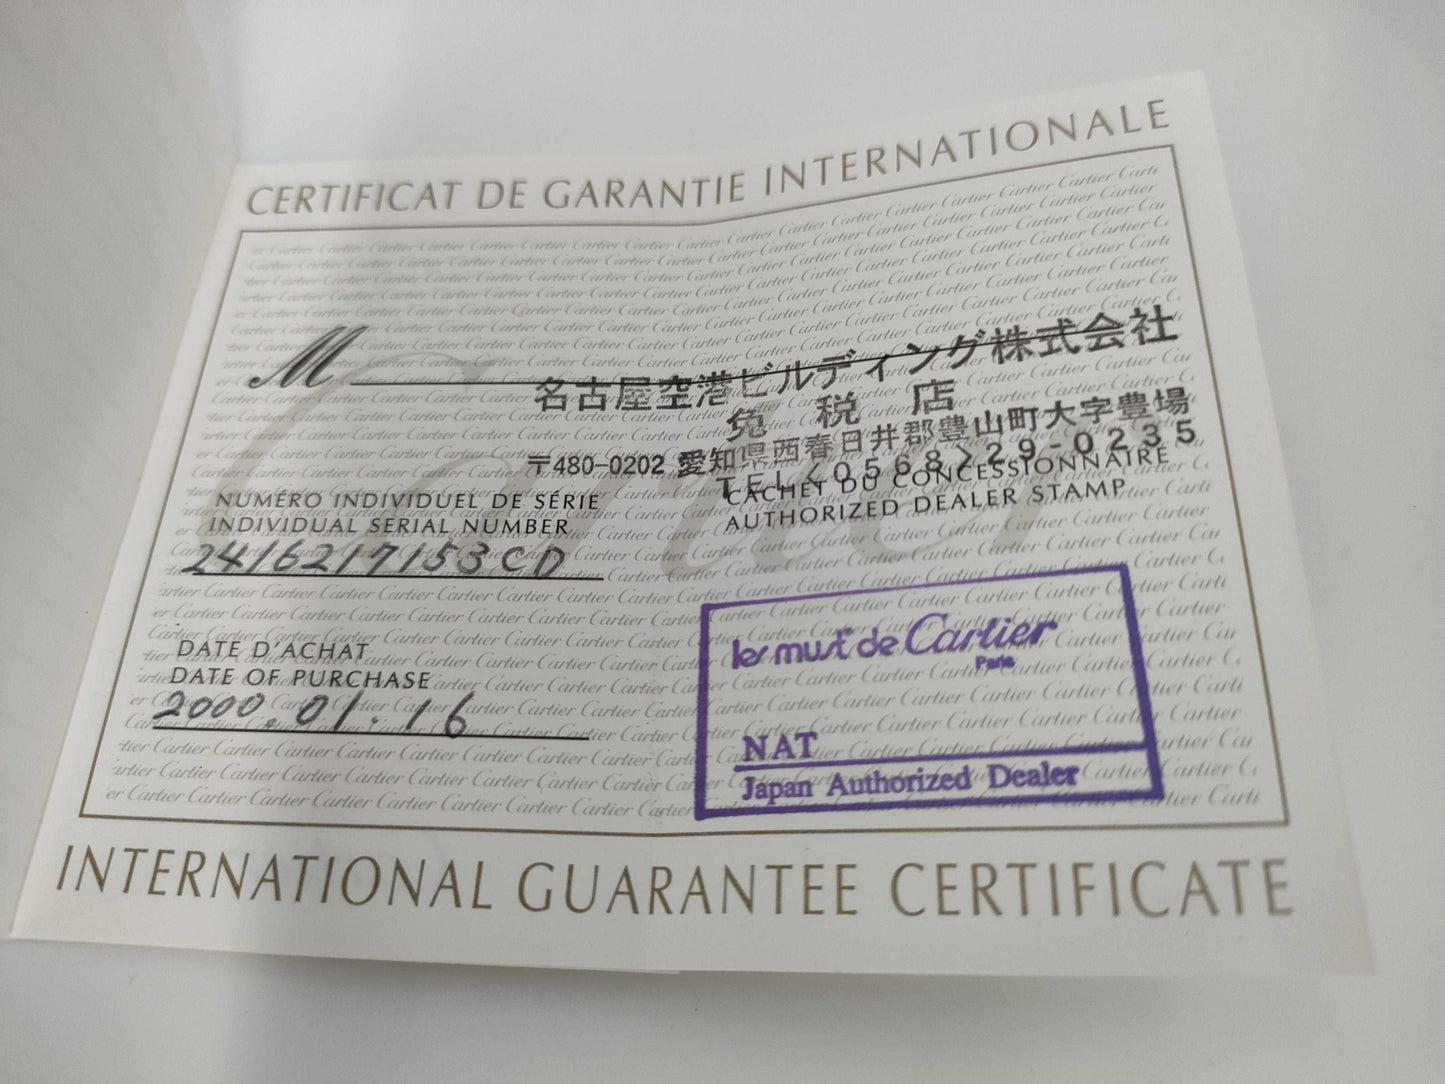 CERTIFICAT DE GARANTIE INTERNATIONALE
M
名古屋空港ビルディング株式会社
免税店
〒480-0202 愛知県西春日井郡豊山町大字豊場
TEL<0568>29-0235
NUMÉRO INDIVIDUEL DE SÉRIE
INDIVIDUAL SERIAL NUMBER
2416217153CD
CACHET DU CONCESSIONNAIRE
AUTHORIZED DEALER STAMP
DATE D'ACHAT
DATE OF PURCHASE
2000.01.16
les must de Cartier
Paris
NAT
Japan Authorized Dealer
INTERNATIONAL GUARANTEE CERTIFICATE